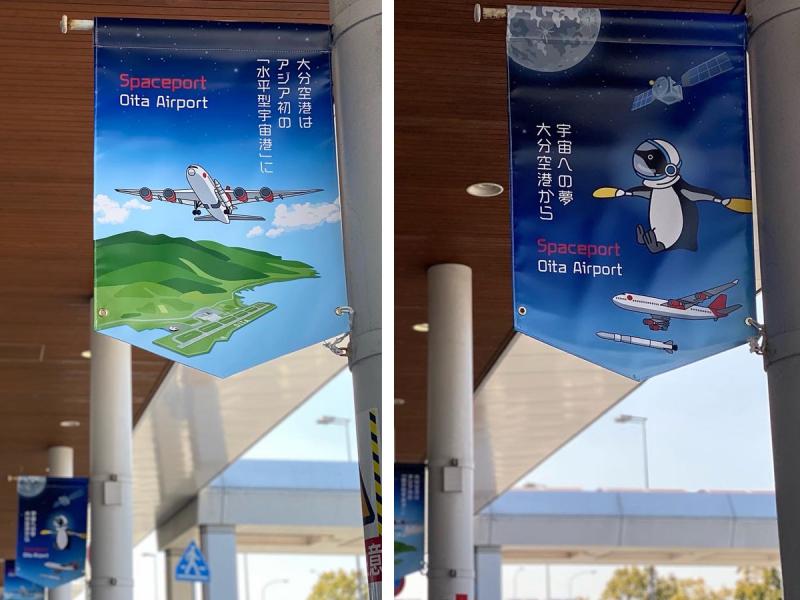 Spaceport
Oita Airport
大分空港は
アジア初の
「水平型宇宙港」に
意
宇宙への夢
大分空港から
Spaceport
Oita Airport